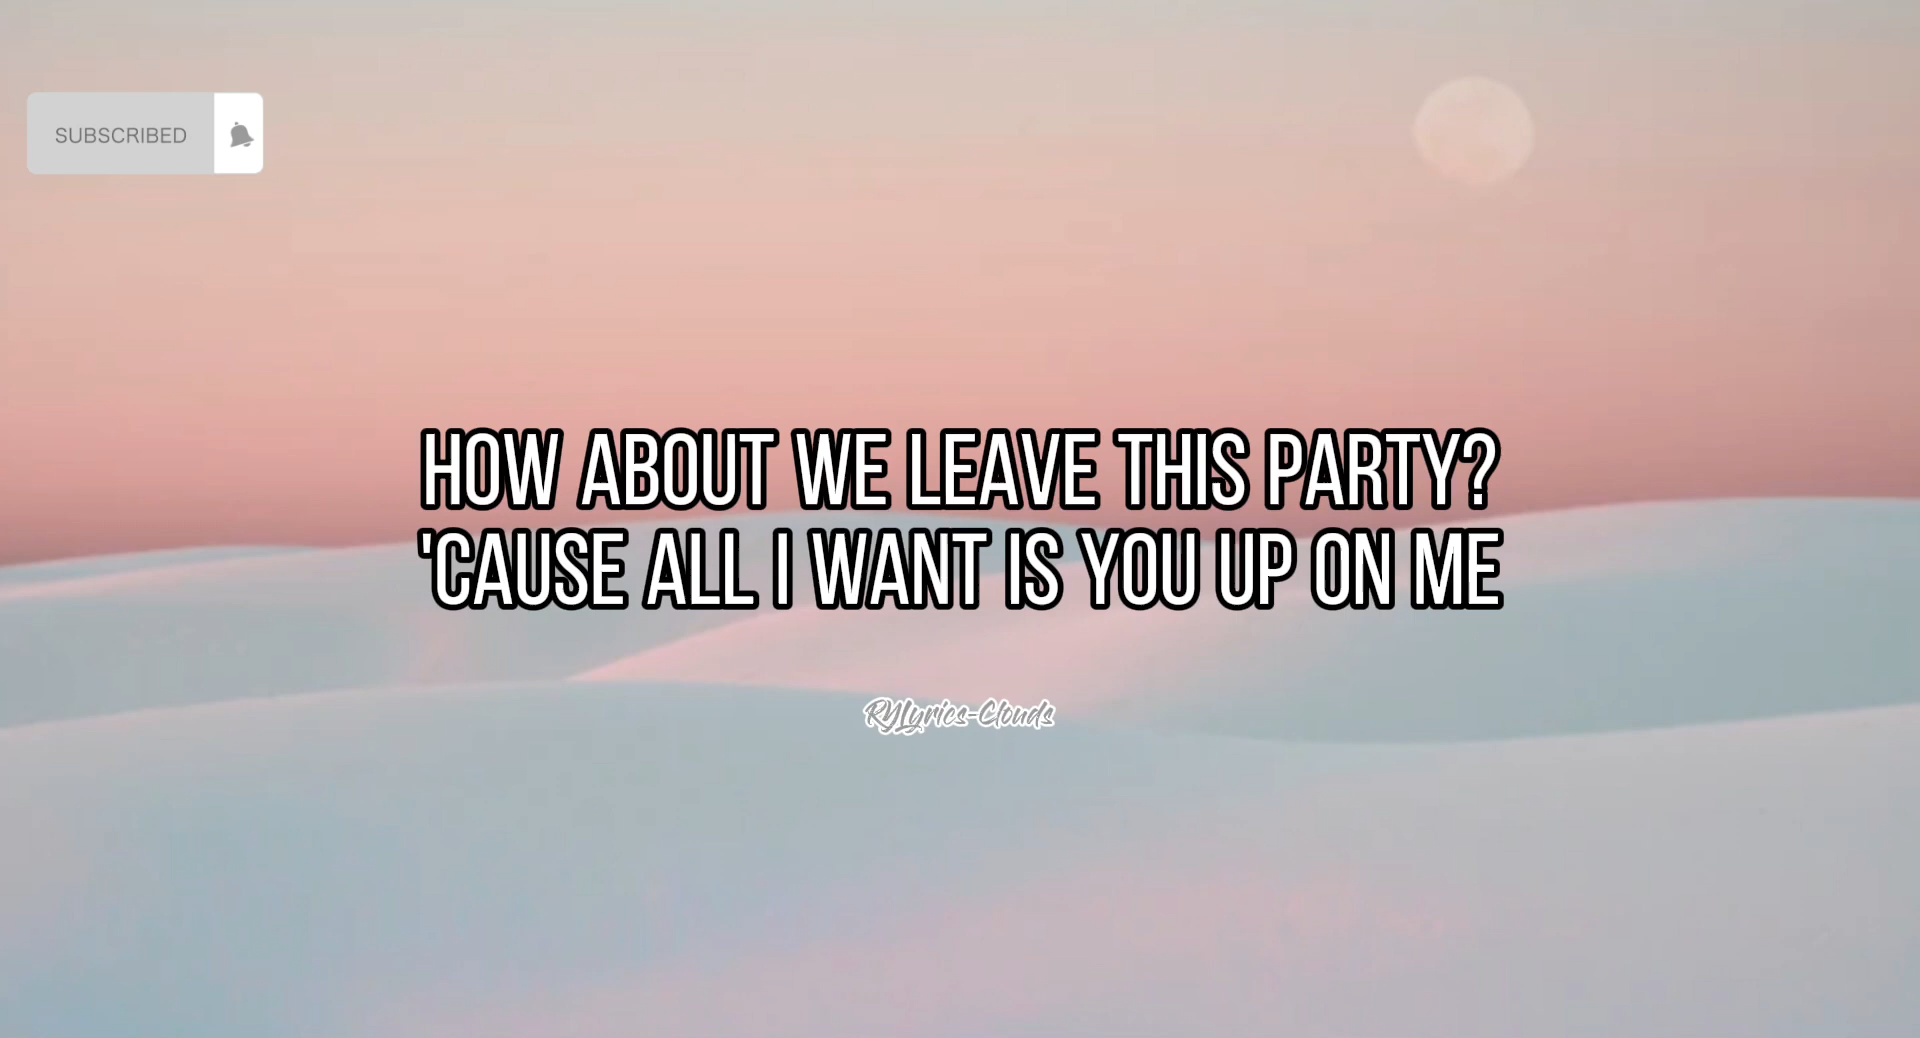 SUBSCRIBED
HOW ABOUT WE LEAVE THIS PARTY?
'CAUSE ALL I WANT IS YOU UP ON ME
RYLyrics-Clouds